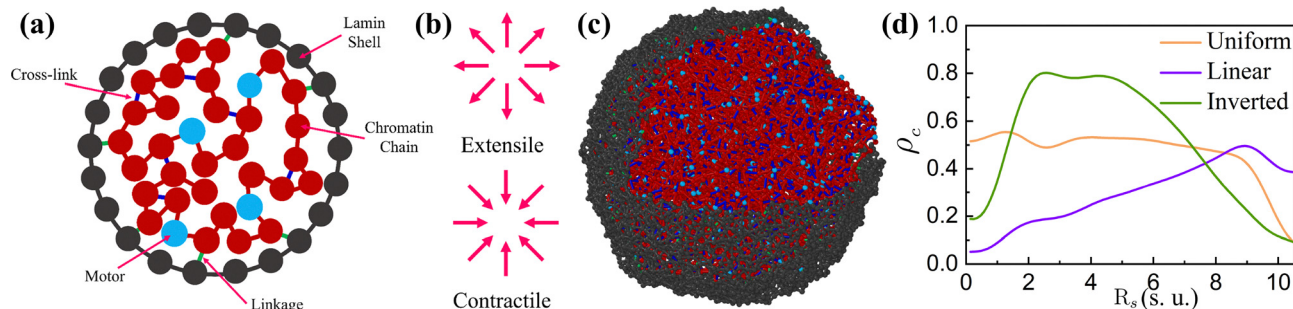 (a)
Lamin
Shell
Cross-link
Chromatin
Chain
Motor
Linkage
(b)
Extensile
Contractile
(c)
(d)
1.0
0.8
0.6
0.4
0.2
0.0
ρc
Uniform
Linear
Inverted
0 2 4 6 8 10
Rs (s. u.)